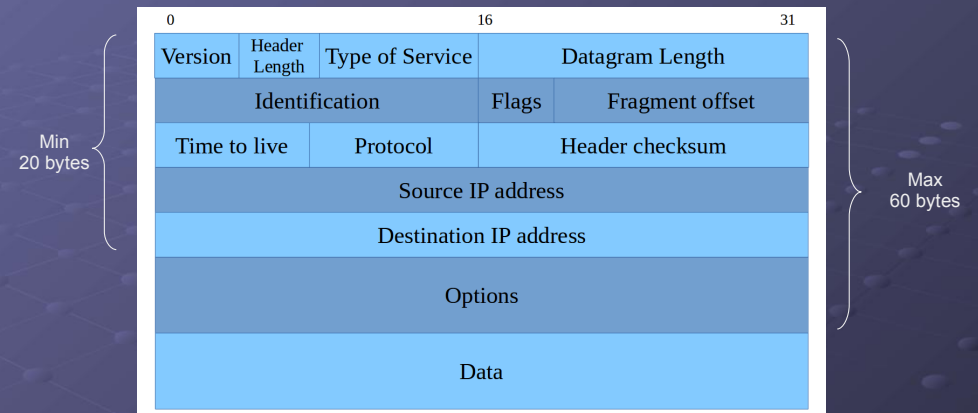 0 16 31
Version Header Length Type of Service Datagram Length
Identification Flags Fragment offset
Time to live Protocol Header checksum
Source IP address
Destination IP address
Options
Data
Min
20 bytes
Max
60 bytes